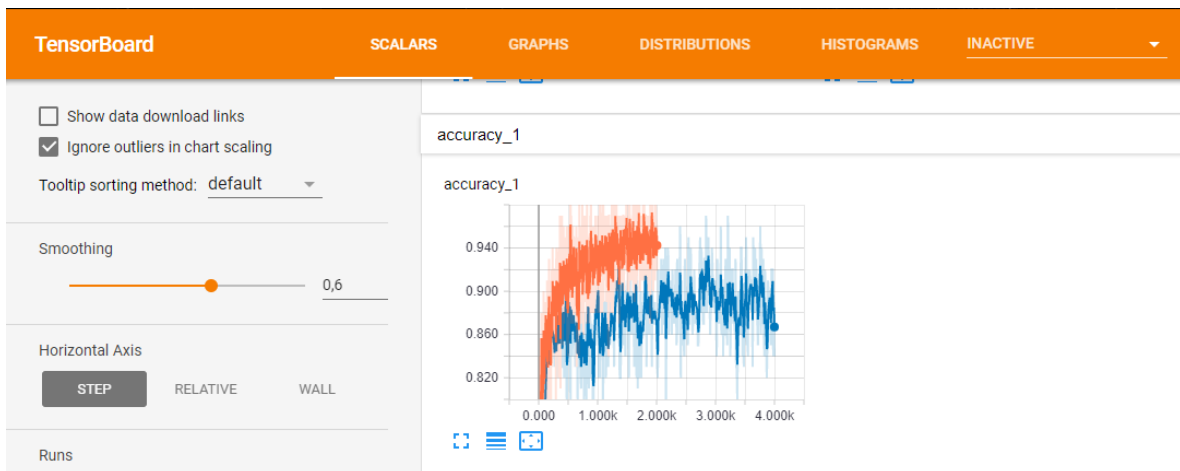 TensorBoard SCALARS GRAPHS DISTRIBUTIONS HISTOGRAMS INACTIVE
Show data download links
Ignore outliers in chart scaling
Tooltip sorting method: default
Smoothing
0,6
Horizontal Axis
STEP RELATIVE WALL
Runs
accuracy_1
accuracy_1
0.940
0.900
0.860
0.820
0.000 1.000k 2.000k 3.000k 4.000k